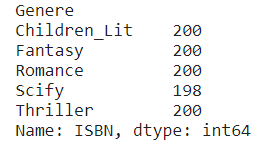 Genere
Children_Lit    200
Fantasy         200
Romance         200
Scify           198
Thriller        200
Name: ISBN, dtype: int64